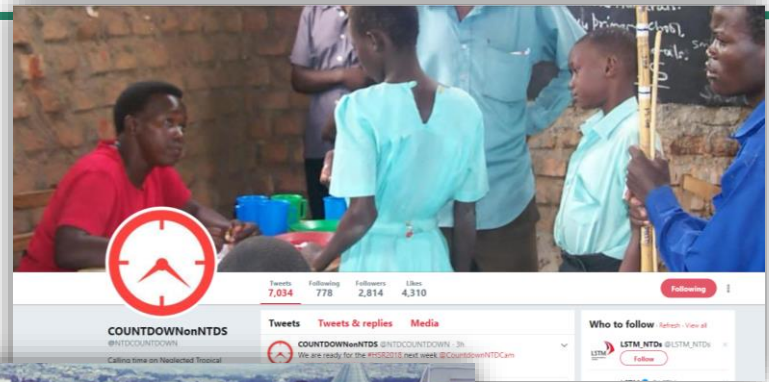 primary school,
Tweets Following Followers Likes
7,034 778 2,814 4,310
Following
COUNTDOWNonNTDS
@NTDCOUNTDOWN
Calling time on Neglected Tropical
Tweets Tweets & replies Media
COUNTDOWNonNTDS @NTDCOUNTDOWN · 3h
We are ready for the #HSR2018 next week @CountdownNTDCam
Who to follow · Refresh · View all
LSTM_NTDs @LSTM_NTDs
LSTM
Follow